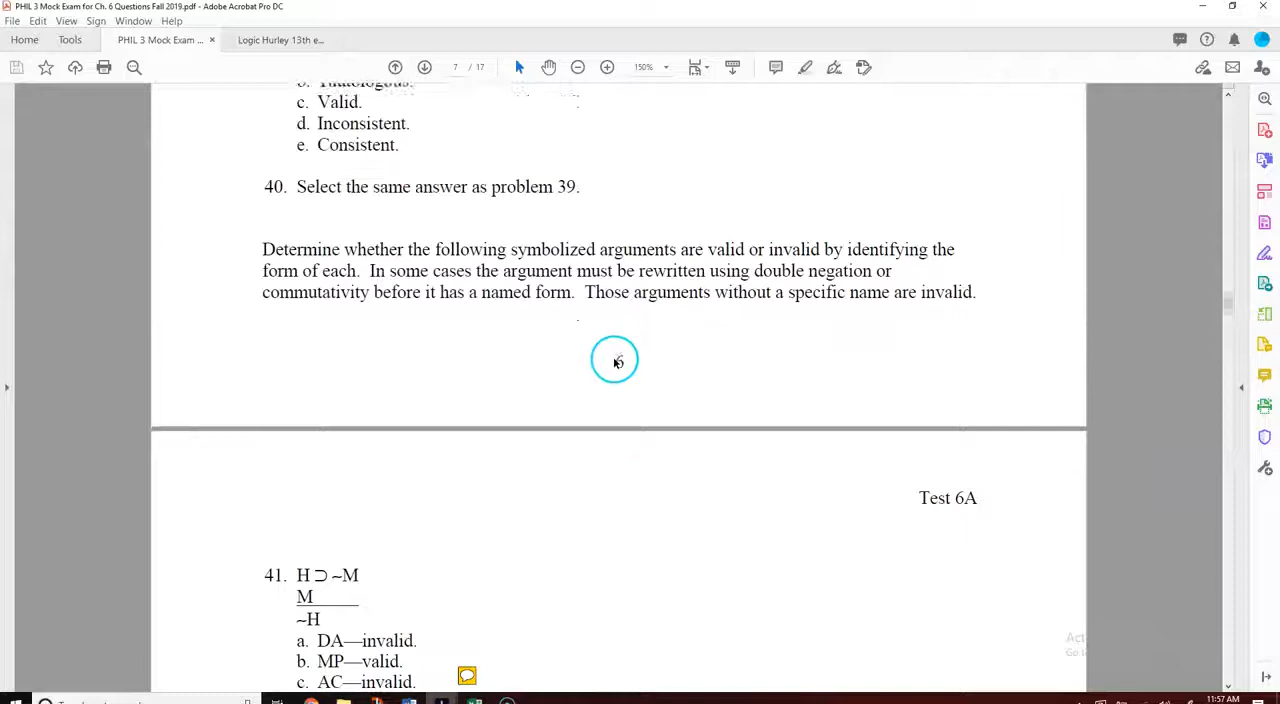 PHIL 3 Mock Exam for Ch. 6 Questions Fall 2019.pdf - Adobe Acrobat Pro DC
File Edit View Sign Window Help
Home Tools PHIL 3 Mock Exam ... × Logic Hurley 13th e...
7 / 17 150%
c. Valid.
d. Inconsistent.
e. Consistent.
40. Select the same answer as problem 39.
Determine whether the following symbolized arguments are valid or invalid by identifying the
form of each. In some cases the argument must be rewritten using double negation or
commutativity before it has a named form. Those arguments without a specific name are invalid.
6
Test 6A
41. H ⊃ ~M
M
~H
a. DA—invalid.
b. MP—valid.
c. AC—invalid.
11:57 AM